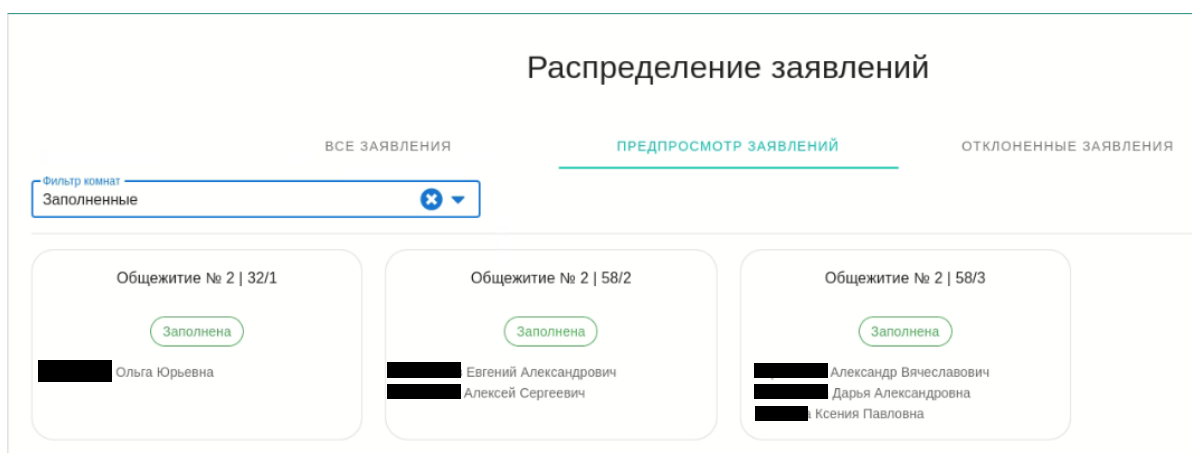 Распределение заявлений
ВСЕ ЗАЯВЛЕНИЯ ПРЕДПРОСМОТР ЗАЯВЛЕНИЙ ОТКЛОНЕННЫЕ ЗАЯВЛЕНИЯ
Фильтр комнат
Заполненные
Общежитие № 2 | 32/1
Заполнена
Ольга Юрьевна
Общежитие № 2 | 58/2
Заполнена
Евгений Александрович
Алексей Сергеевич
Общежитие № 2 | 58/3
Заполнена
Александр Вячеславович
Дарья Александровна
Ксения Павловна